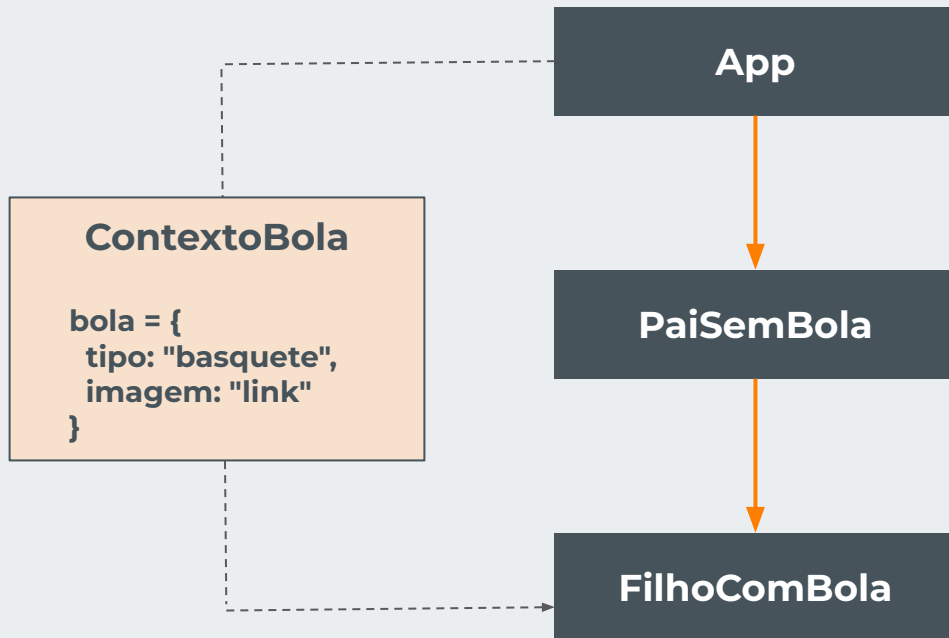 App
ContextoBola
bola = {
tipo: "basquete",
imagem: "link"
}
PaiSemBola
FilhoComBola